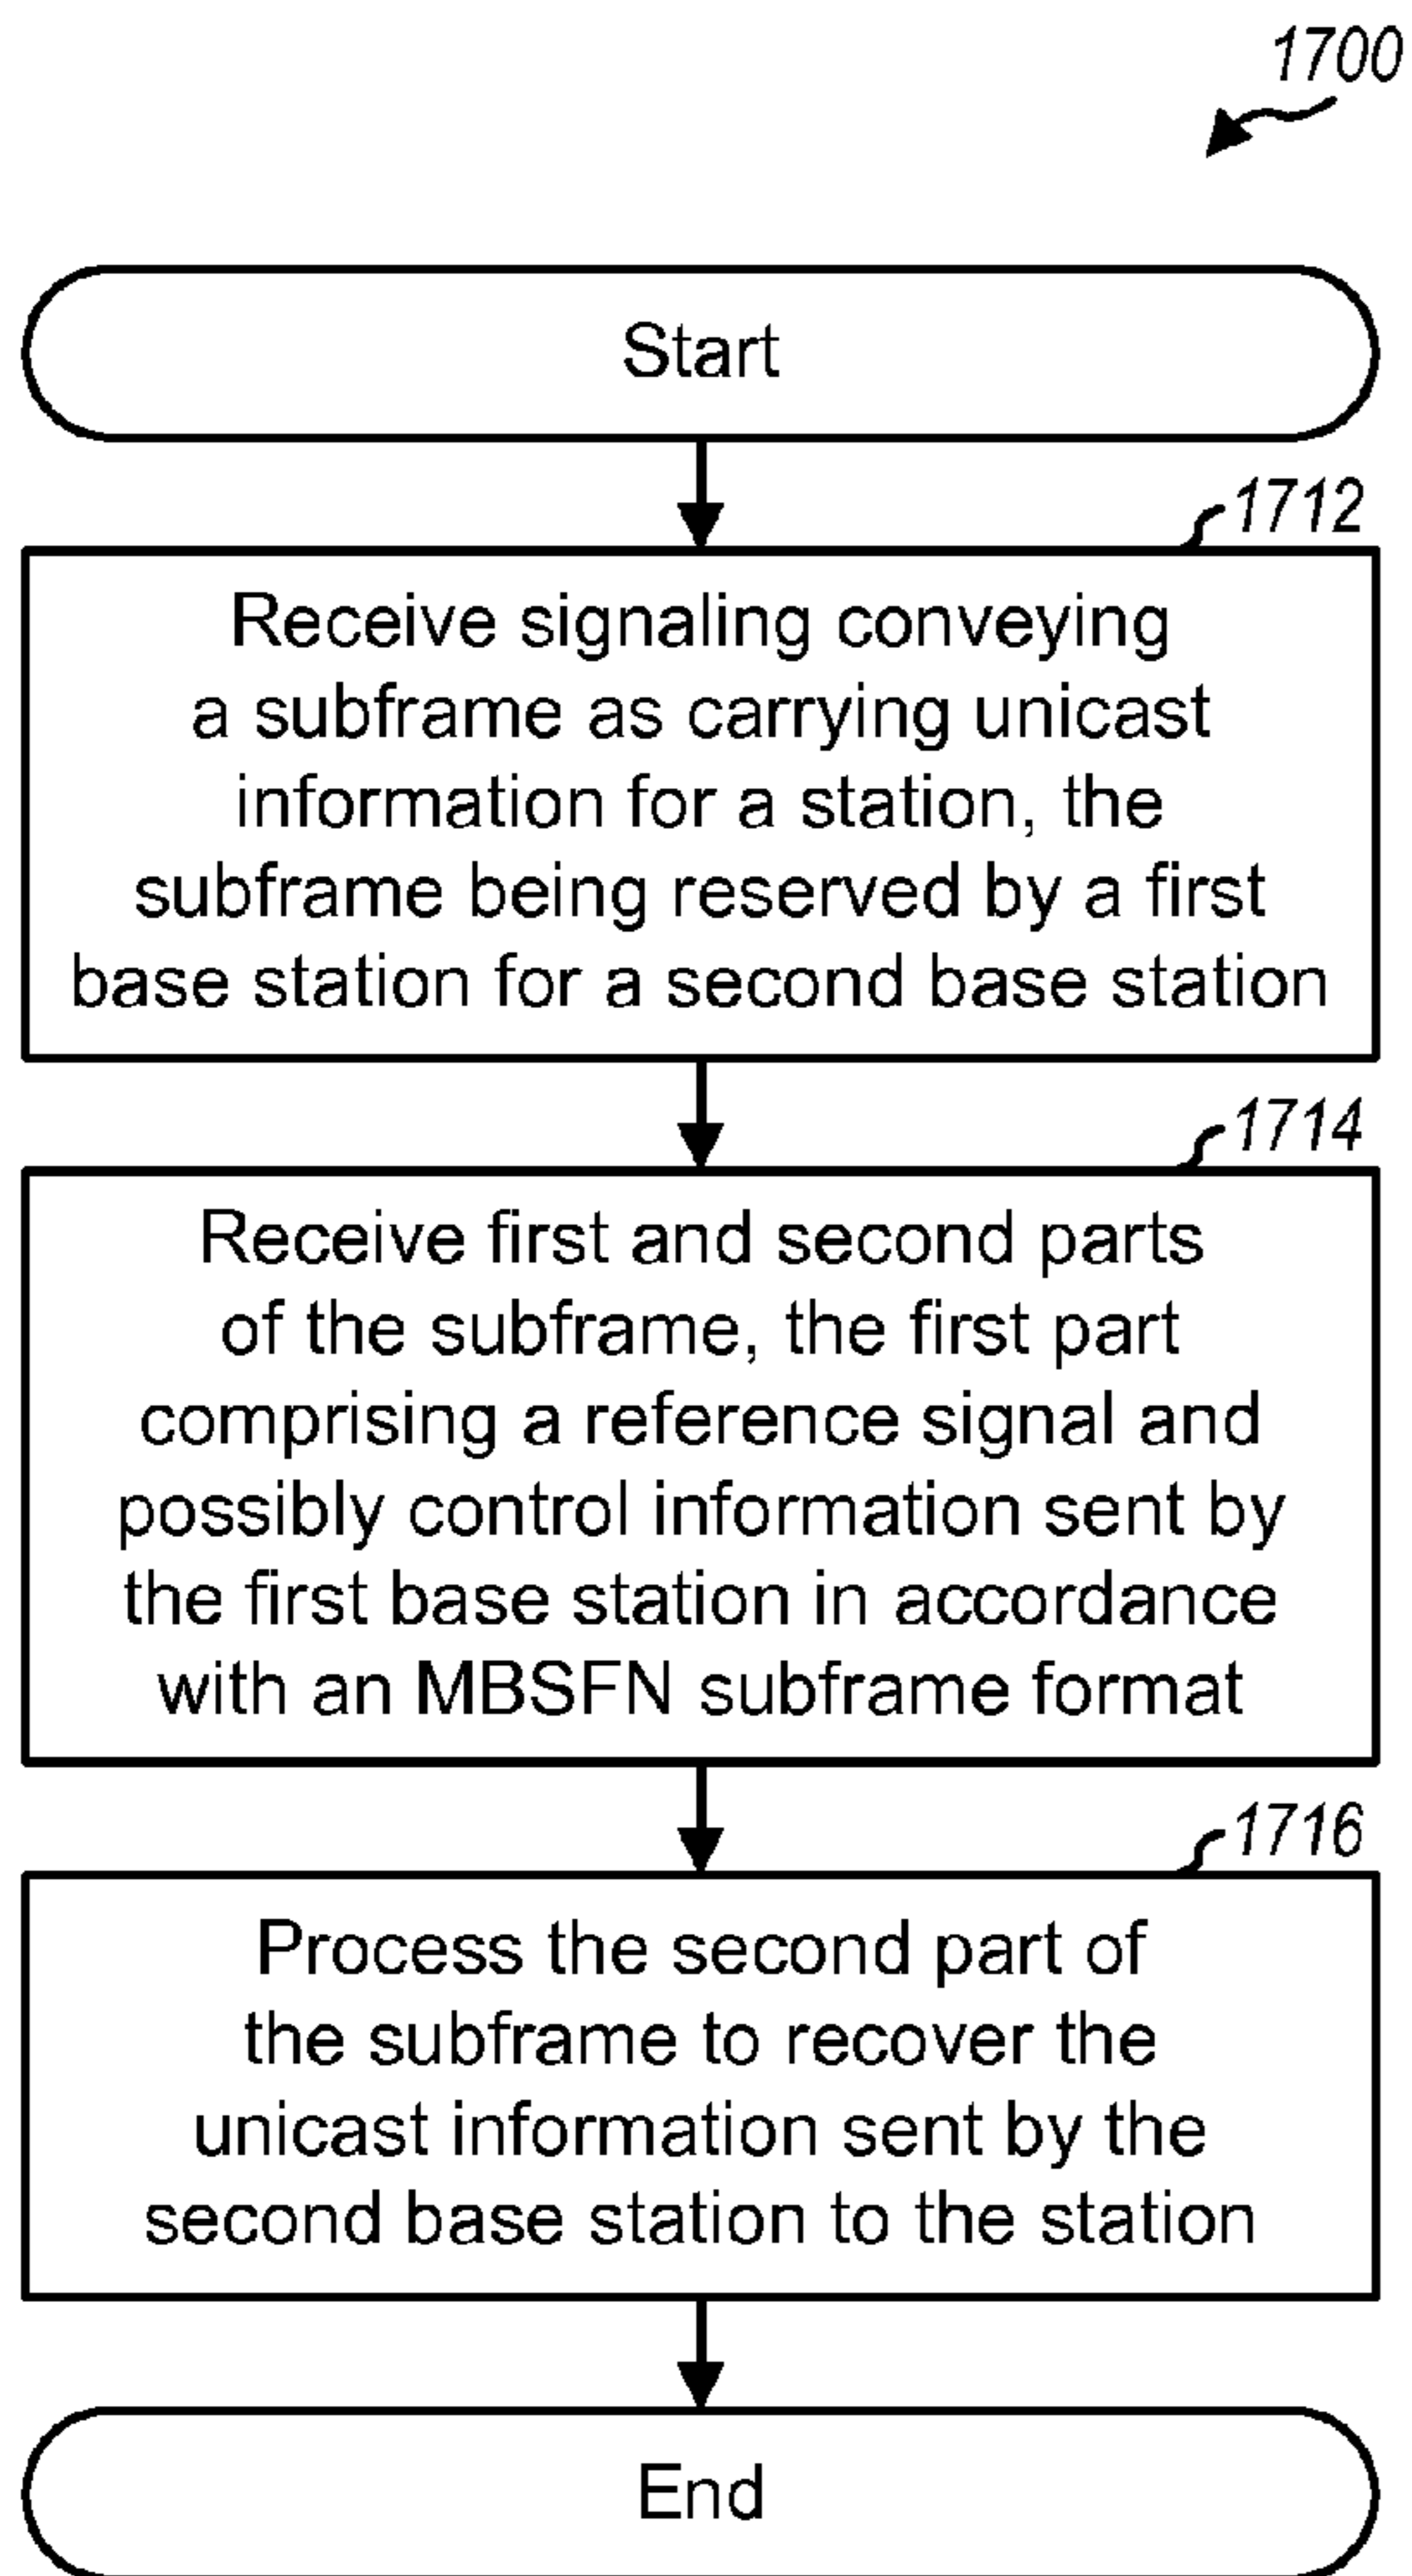 1700
Start
1712
Receive signaling conveying
a subframe as carrying unicast
information for a station, the
subframe being reserved by a first
base station for a second base station
1714
Receive first and second parts
of the subframe, the first part
comprising a reference signal and
possibly control information sent by
the first base station in accordance
with an MBSFN subframe format
1716
Process the second part of
the subframe to recover the
unicast information sent by the
second base station to the station
End